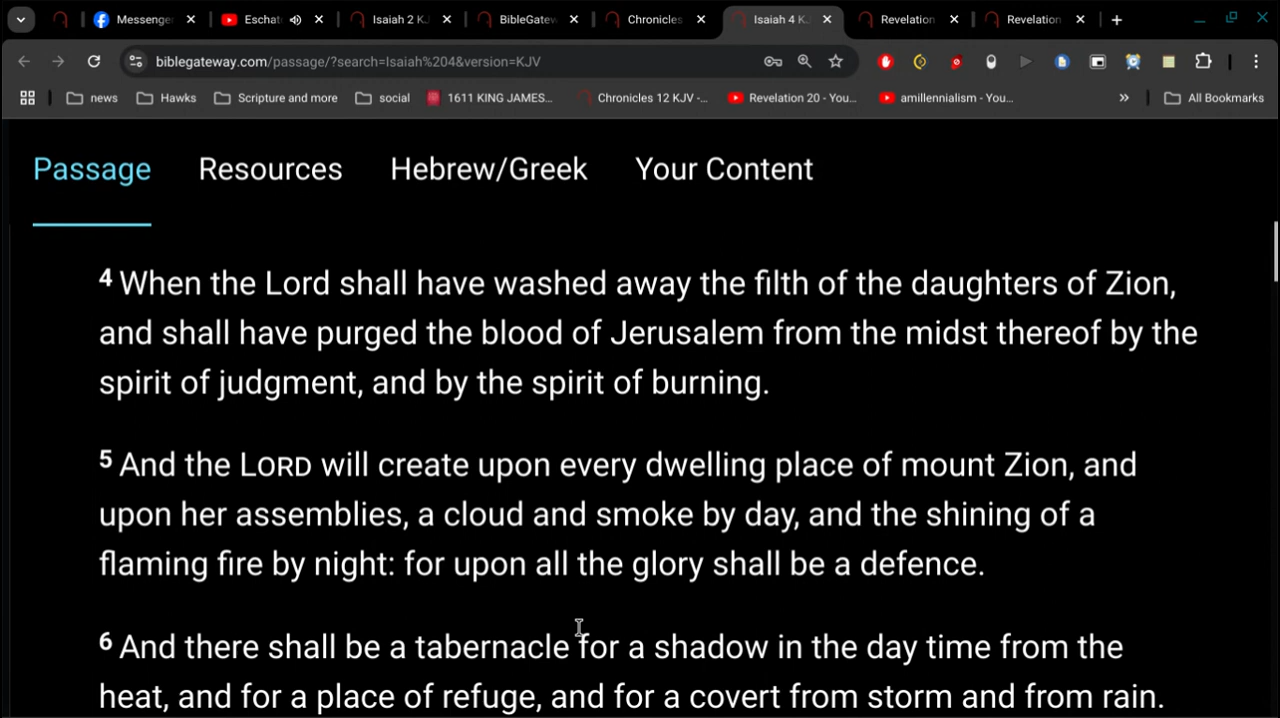 Messenger
Eschat
Isaiah 2 KJ
BibleGatew
Chronicles
Isaiah 4 KJ
Revelation
Revelation
biblegateway.com/passage/?search=Isaiah%204&version=KJV
news
Hawks
Scripture and more
social
1611 KING JAMES...
Chronicles 12 KJV -...
Revelation 20 - You...
amillennialism - You...
»
All Bookmarks
Passage Resources Hebrew/Greek Your Content
4 When the Lord shall have washed away the filth of the daughters of Zion,
and shall have purged the blood of Jerusalem from the midst thereof by the
spirit of judgment, and by the spirit of burning.
5 And the LORD will create upon every dwelling place of mount Zion, and
upon her assemblies, a cloud and smoke by day, and the shining of a
flaming fire by night: for upon all the glory shall be a defence.
6 And there shall be a tabernacle for a shadow in the day time from the
heat, and for a place of refuge, and for a covert from storm and from rain.